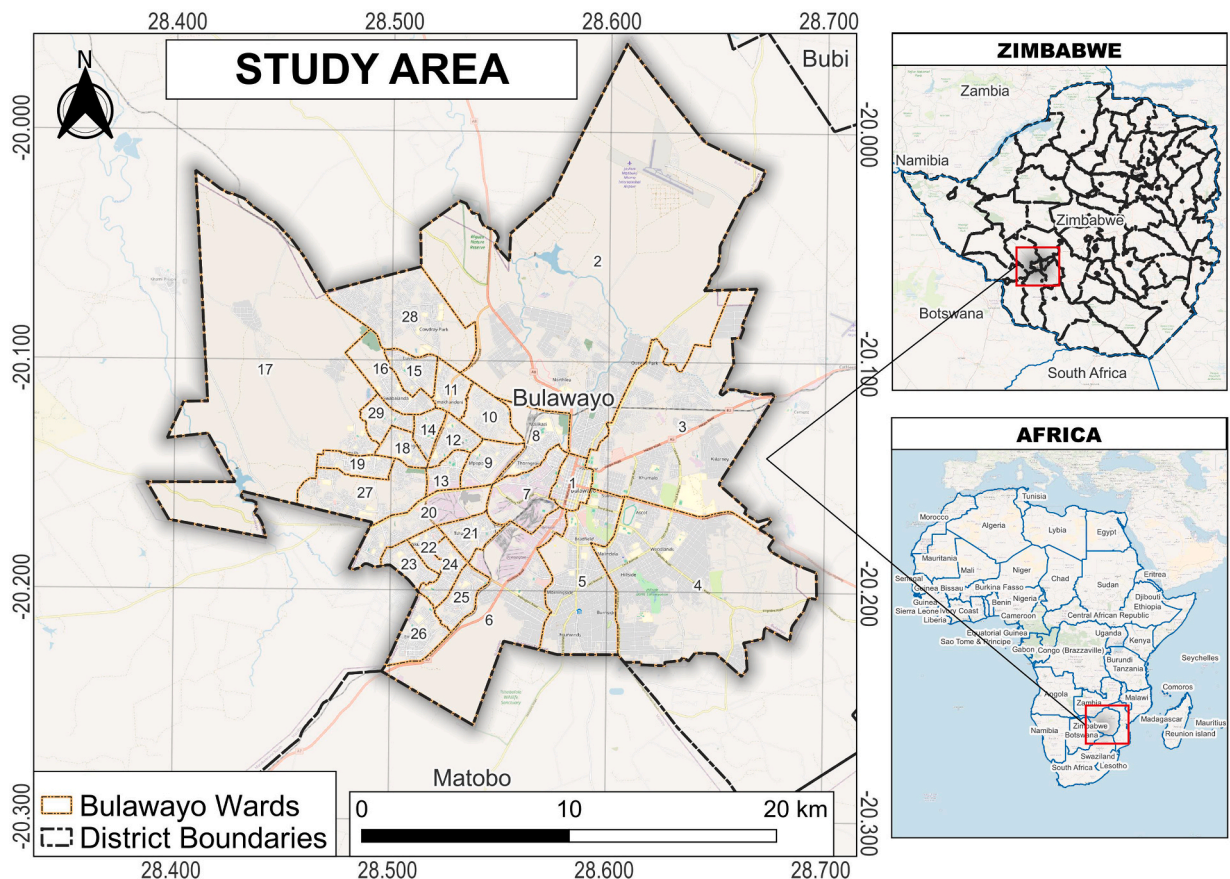 28.400
28.500
28.600
28.700
STUDY AREA
N
Bubi
-20.000
-20.000
2
28
Cowdray Park
-20.100
-20.100
17
16
15
11
Bulawayo
10
29
14
12
8
3
18
19
9
27
13
7
1
20
21
22
24
23
25
5
4
6
26
Hillside
-20.200
-20.200
Matobo
Bulawayo Wards
District Boundaries
0
10
20 km
-20.300
-20.300
28.400
28.500
28.600
28.700
ZIMBABWE
Zambia
Namibia
Zimbabwe
Botswana
South Africa
AFRICA
Tunisia
Morocco
Algeria
Lybia
Egypt
Mauritania
Mali
Niger
Chad
Sudan
Eritrea
Senegal
Guinea Bissau
Burkina Fasso
Djibouti
Guinea
Benin
Nigeria
Ethiopia
Sierra Leone
Ivory Coast
Central African Republic
Liberia
Cameroon
Equatorial Guinea
Uganda
Sao Tome & Principe
Kenya
Gabon
Congo (Brazzaville)
Burundi
Seychelles
Tanzania
Angola
Comoros
Malawi
Zambia
Madagascar
Mauritius
Zimbabwe
Namibia
Botswana
Reunion island
Swaziland
South Africa
Lesotho